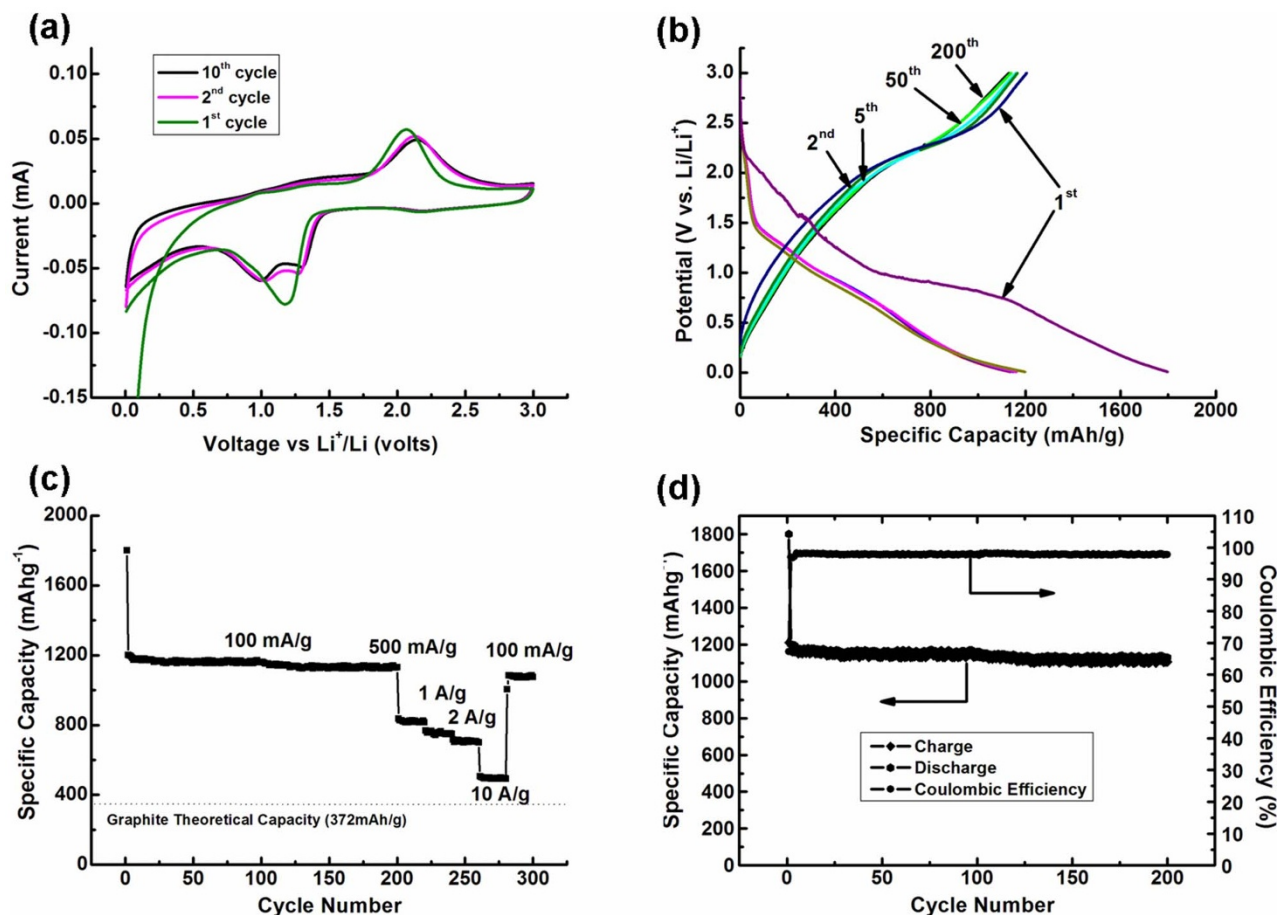 (a)
10th cycle
2nd cycle
1st cycle
0.10
0.05
0.00
-0.05
-0.10
-0.15
Current (mA)
0.0 0.5 1.0 1.5 2.0 2.5 3.0
Voltage vs Li+/Li (volts)
(b)
200th
50th
5th
2nd
1st
3.0
2.5
2.0
1.5
1.0
0.5
0.0
Potential (V vs. Li/Li+)
0 400 800 1200 1600 2000
Specific Capacity (mAh/g)
(c)
2000
1600
1200
800
400
0
Specific Capacity (mAhg-1)
100 mA/g
500 mA/g
100 mA/g
1 A/g
2 A/g
10 A/g
Graphite Theoretical Capacity (372mAh/g)
0 50 100 150 200 250 300
Cycle Number
(d)
1800
1600
1400
1200
1100
800
600
400
200
0
Specific Capacity (mAhg-1)
110
100
90
80
70
60
50
40
30
20
10
0
Coulombic Efficiency (%)
Charge
Discharge
Coulombic Efficiency
0 50 100 150 200
Cycle Number